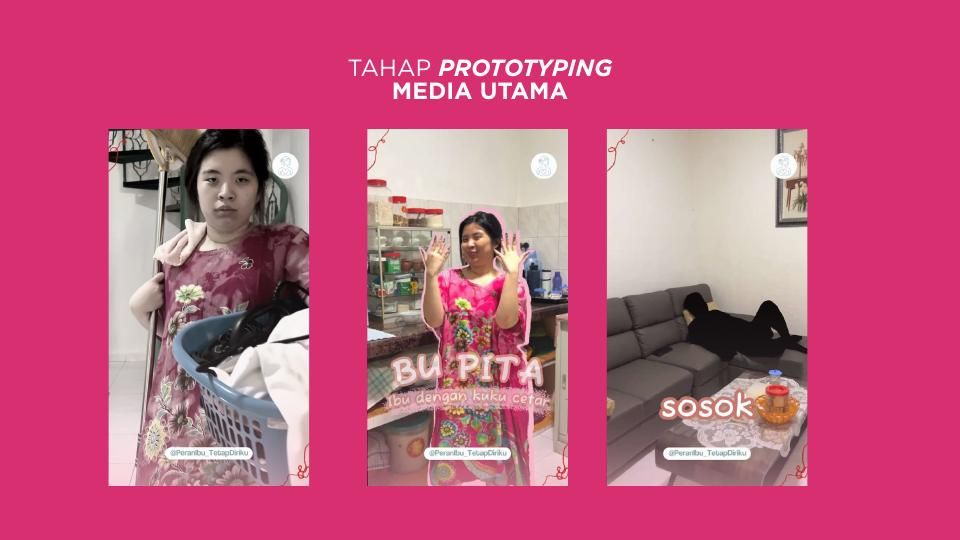 TAHAP PROTOTYPING
MEDIA UTAMA
@PeranIbu_TetapDiriku
BU PITA
Ibu dengan kuku cetar
@PeranIbu_TetapDiriku
sosok
@PeranIbu_TetapDiriku